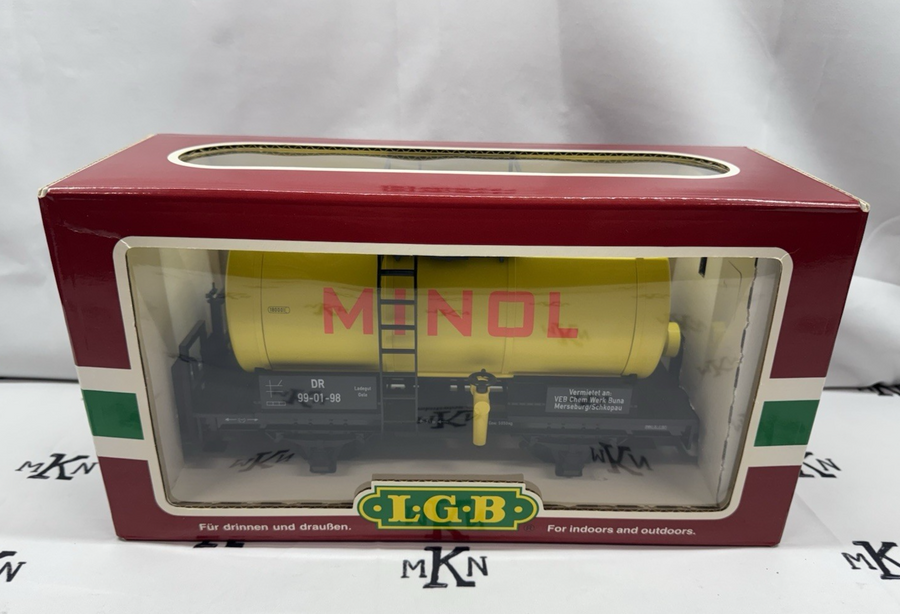 MINOL
DR
99-01-98
Vermietet an:
VEB Chem. Werk Buna
Merseburg/Schkopau
L·G·B
Für drinnen und draußen.
For indoors and outdoors.
MKN
MKN
MKN
MKN
MKN
MKN